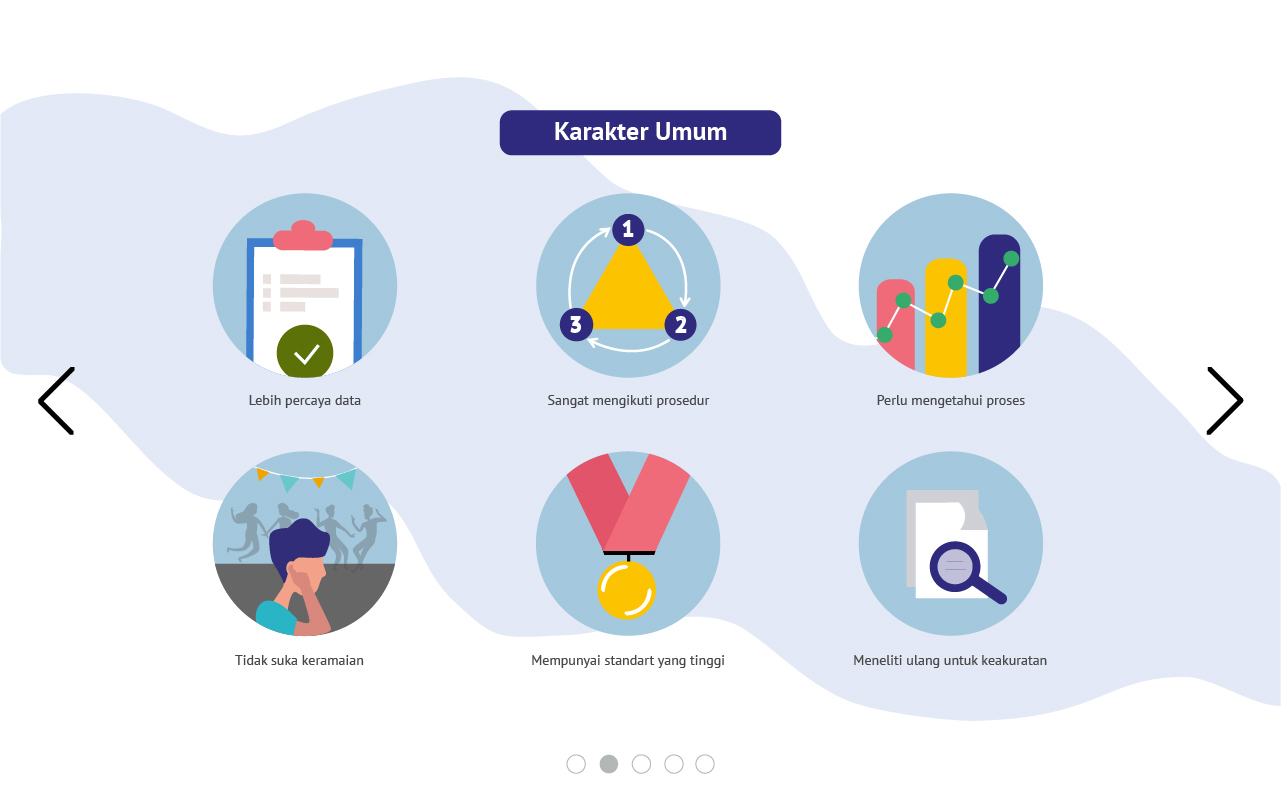 Karakter Umum
1
3
2
Lebih percaya data
Sangat mengikuti prosedur
Perlu mengetahui proses
Tidak suka keramaian
Mempunyai standart yang tinggi
Meneliti ulang untuk keakuratan